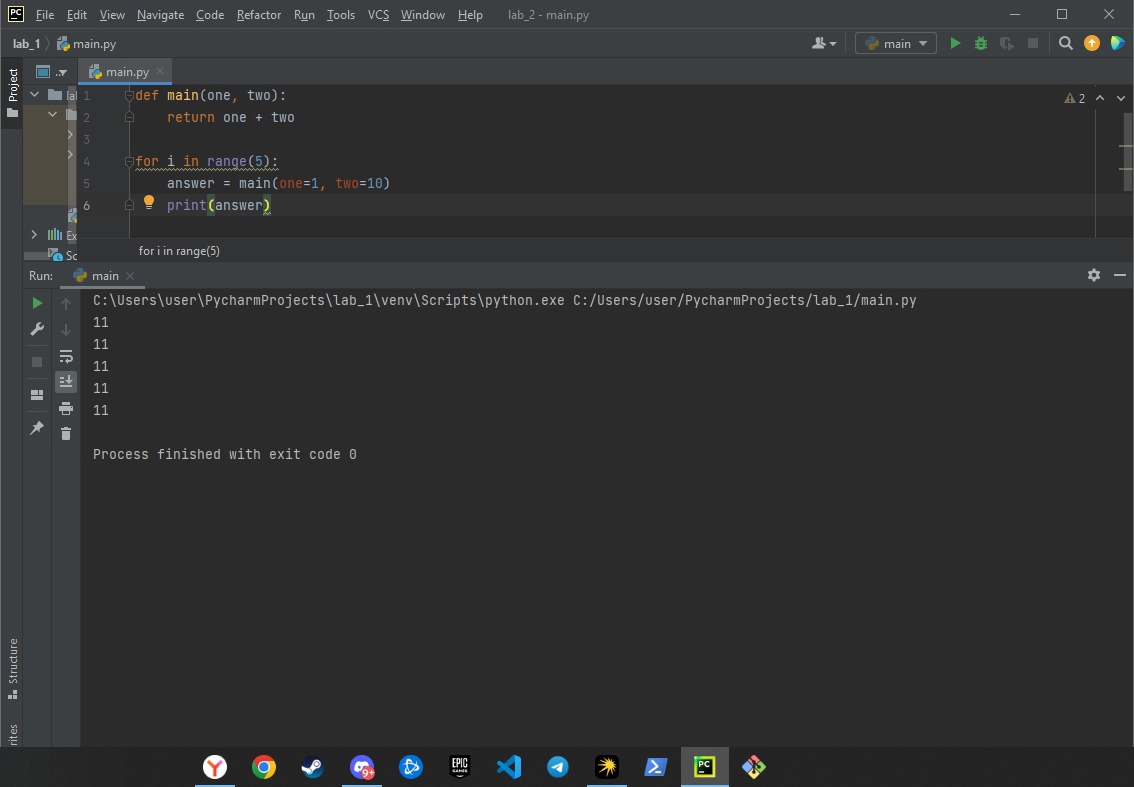 PC File Edit View Navigate Code Refactor Run Tools VCS Window Help lab_2 - main.py
lab_1 main.py main
Project .. main.py
1 def main(one, two): 2
2     return one + two
3
4 for i in range(5):
5     answer = main(one=1, two=10)
6     print(answer)
for i in range(5)
Run: main
C:\Users\user\PycharmProjects\lab_1\venv\Scripts\python.exe C:/Users/user/PycharmProjects/lab_1/main.py
11
11
11
11
11
Process finished with exit code 0
Structure
rites
9+ EPIC GAMES PC